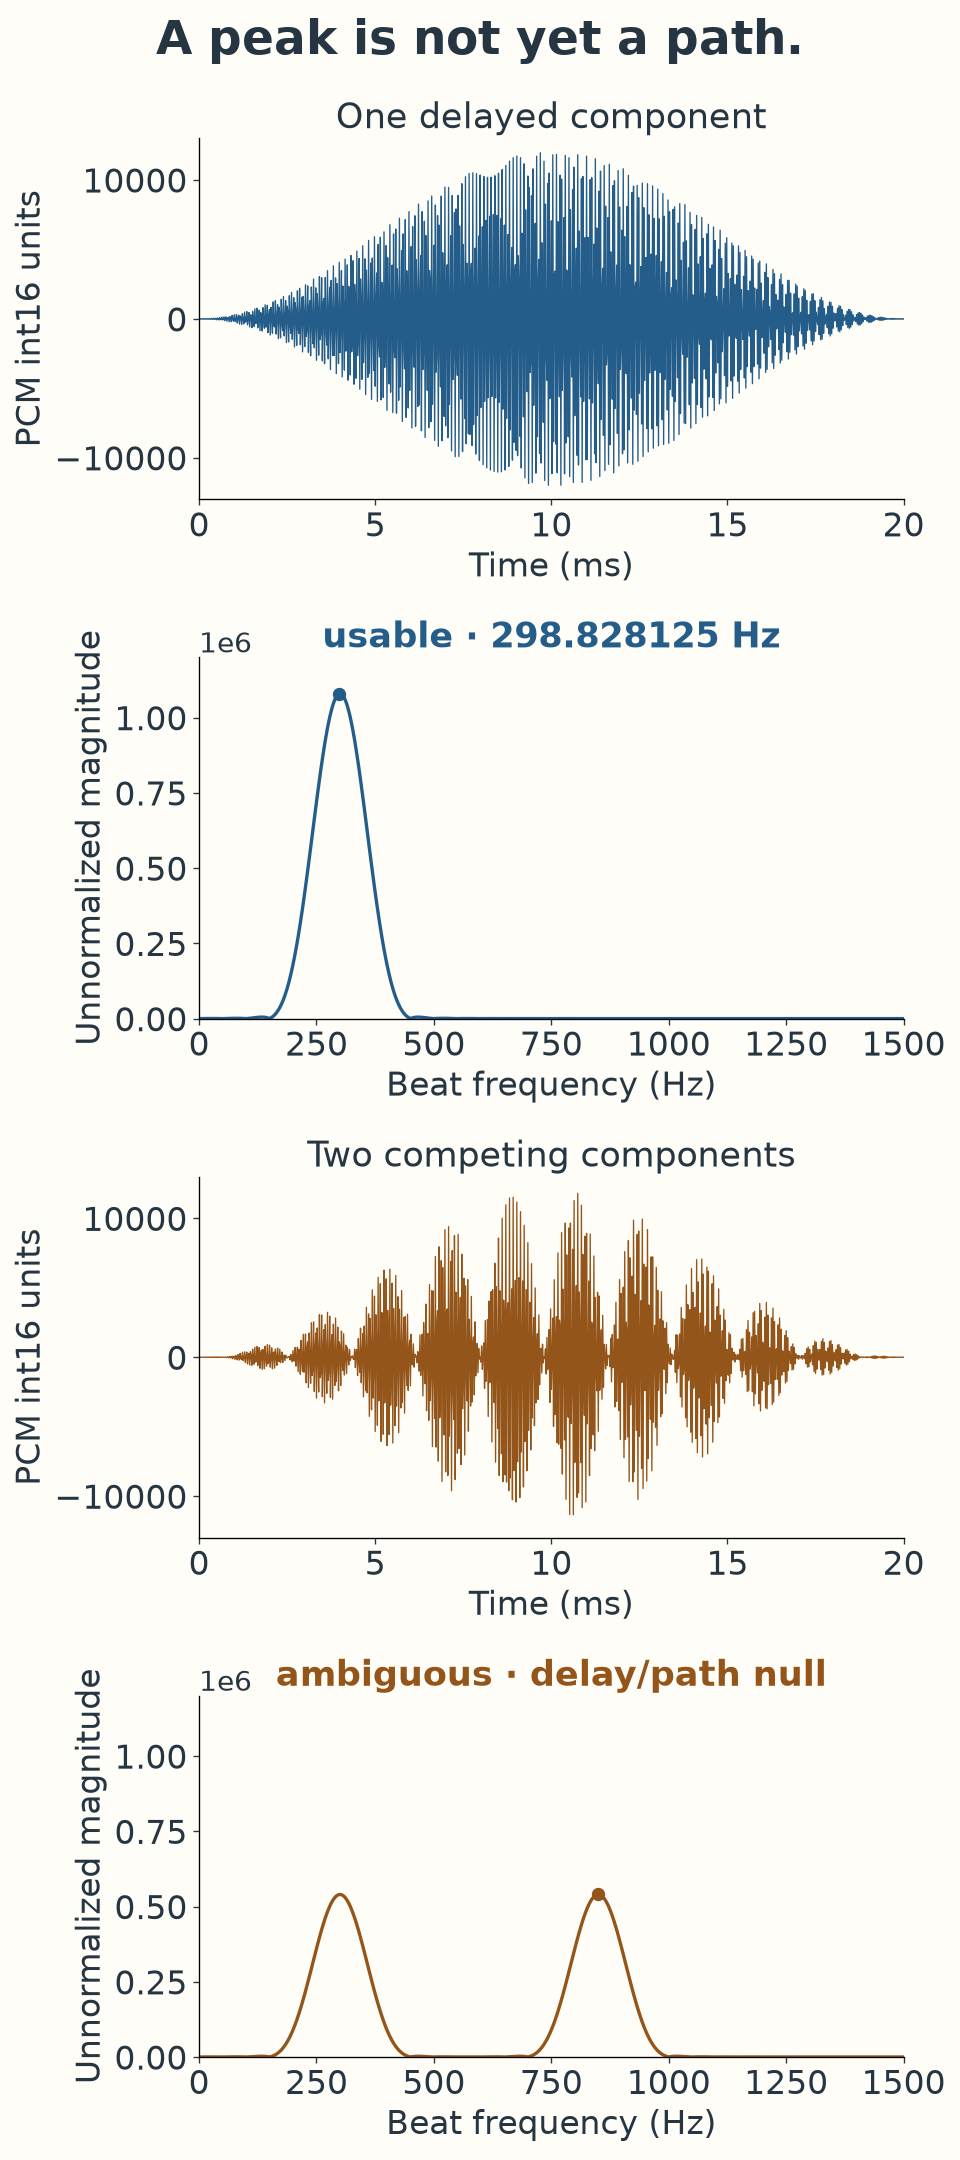 A peak is not yet a path.
One delayed component
PCM int16 units
10000
0
−10000
0 5 10 15 20
Time (ms)
1e6
usable · 298.828125 Hz
Unnormalized magnitude
1.00
0.75
0.50
0.25
0.00
0 250 500 750 1000 1250 1500
Beat frequency (Hz)
Two competing components
PCM int16 units
10000
0
−10000
0 5 10 15 20
Time (ms)
1e6
ambiguous · delay/path null
Unnormalized magnitude
1.00
0.75
0.50
0.25
0.00
0 250 500 750 1000 1250 1500
Beat frequency (Hz)